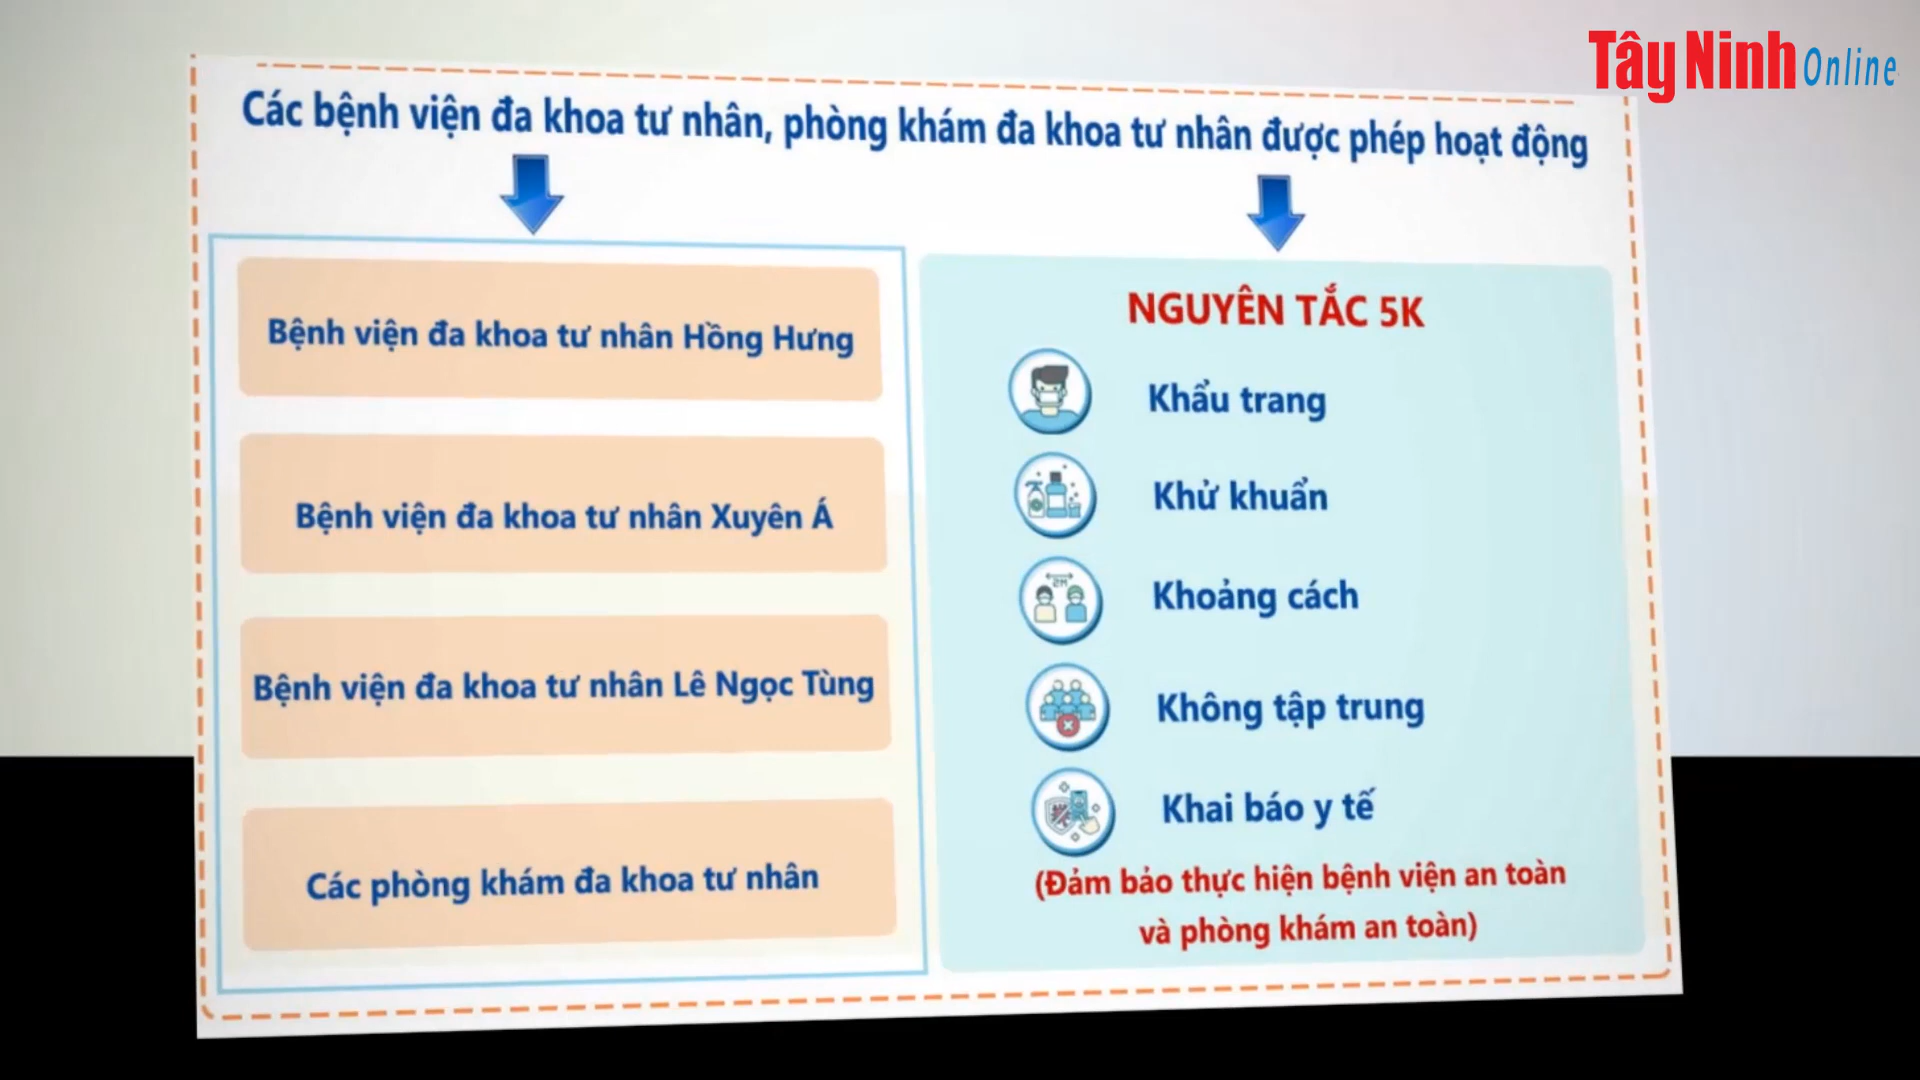 Tây Ninh Online
Các bệnh viện đa khoa tư nhân, phòng khám đa khoa tư nhân được phép hoạt động
Bệnh viện đa khoa tư nhân Hồng Hưng
Bệnh viện đa khoa tư nhân Xuyên Á
Bệnh viện đa khoa tư nhân Lê Ngọc Tùng
Các phòng khám đa khoa tư nhân
NGUYÊN TẮC 5K
Khẩu trang
Khử khuẩn
2M
Khoảng cách
Không tập trung
Khai báo y tế
(Đảm bảo thực hiện bệnh viện an toàn
và phòng khám an toàn)